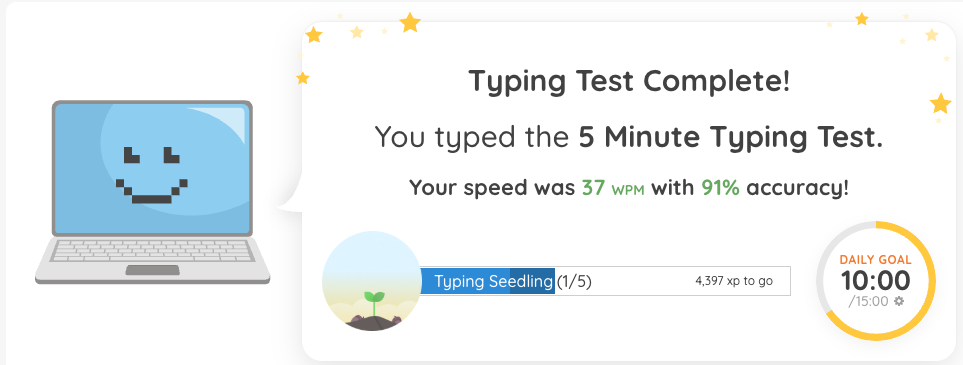 Typing Test Complete!
You typed the 5 Minute Typing Test.
Your speed was 37 WPM with 91% accuracy!
Typing Seedling (1/5)
4,397 xp to go
DAILY GOAL
10:00
/15:00